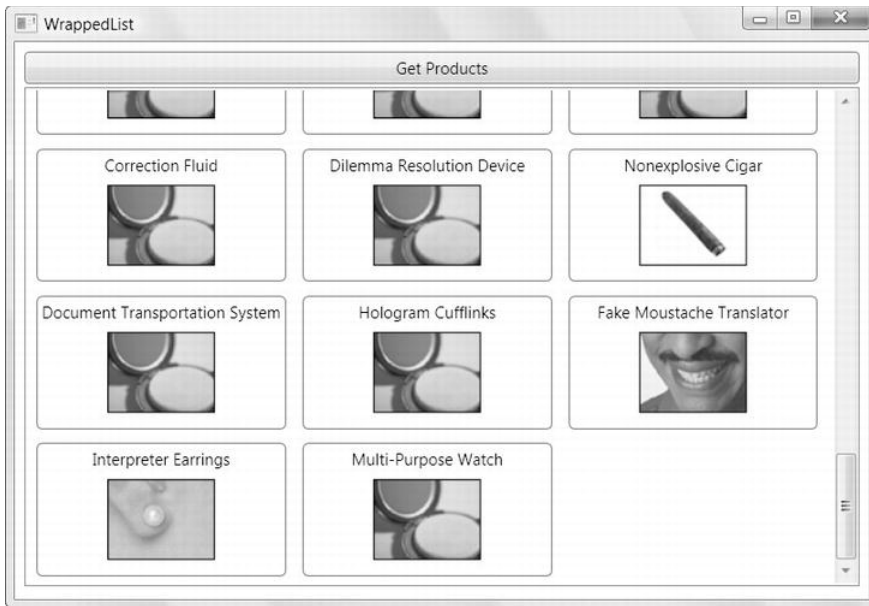 WrappedList
Get Products
Correction Fluid
Dilemma Resolution Device
Nonexplosive Cigar
Document Transportation System
Hologram Cufflinks
Fake Moustache Translator
Interpreter Earrings
Multi-Purpose Watch